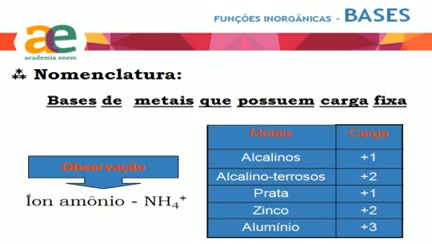 FUNÇÕES INORGÂNICAS - BASES
ae
academia enem
⁂ Nomenclatura:
Bases de metais que possuem carga fixa
Metais Carga
Alcalinos +1
Alcalino-terrosos +2
Prata +1
Zinco +2
Alumínio +3
Observação
Íon amônio - NH₄⁺